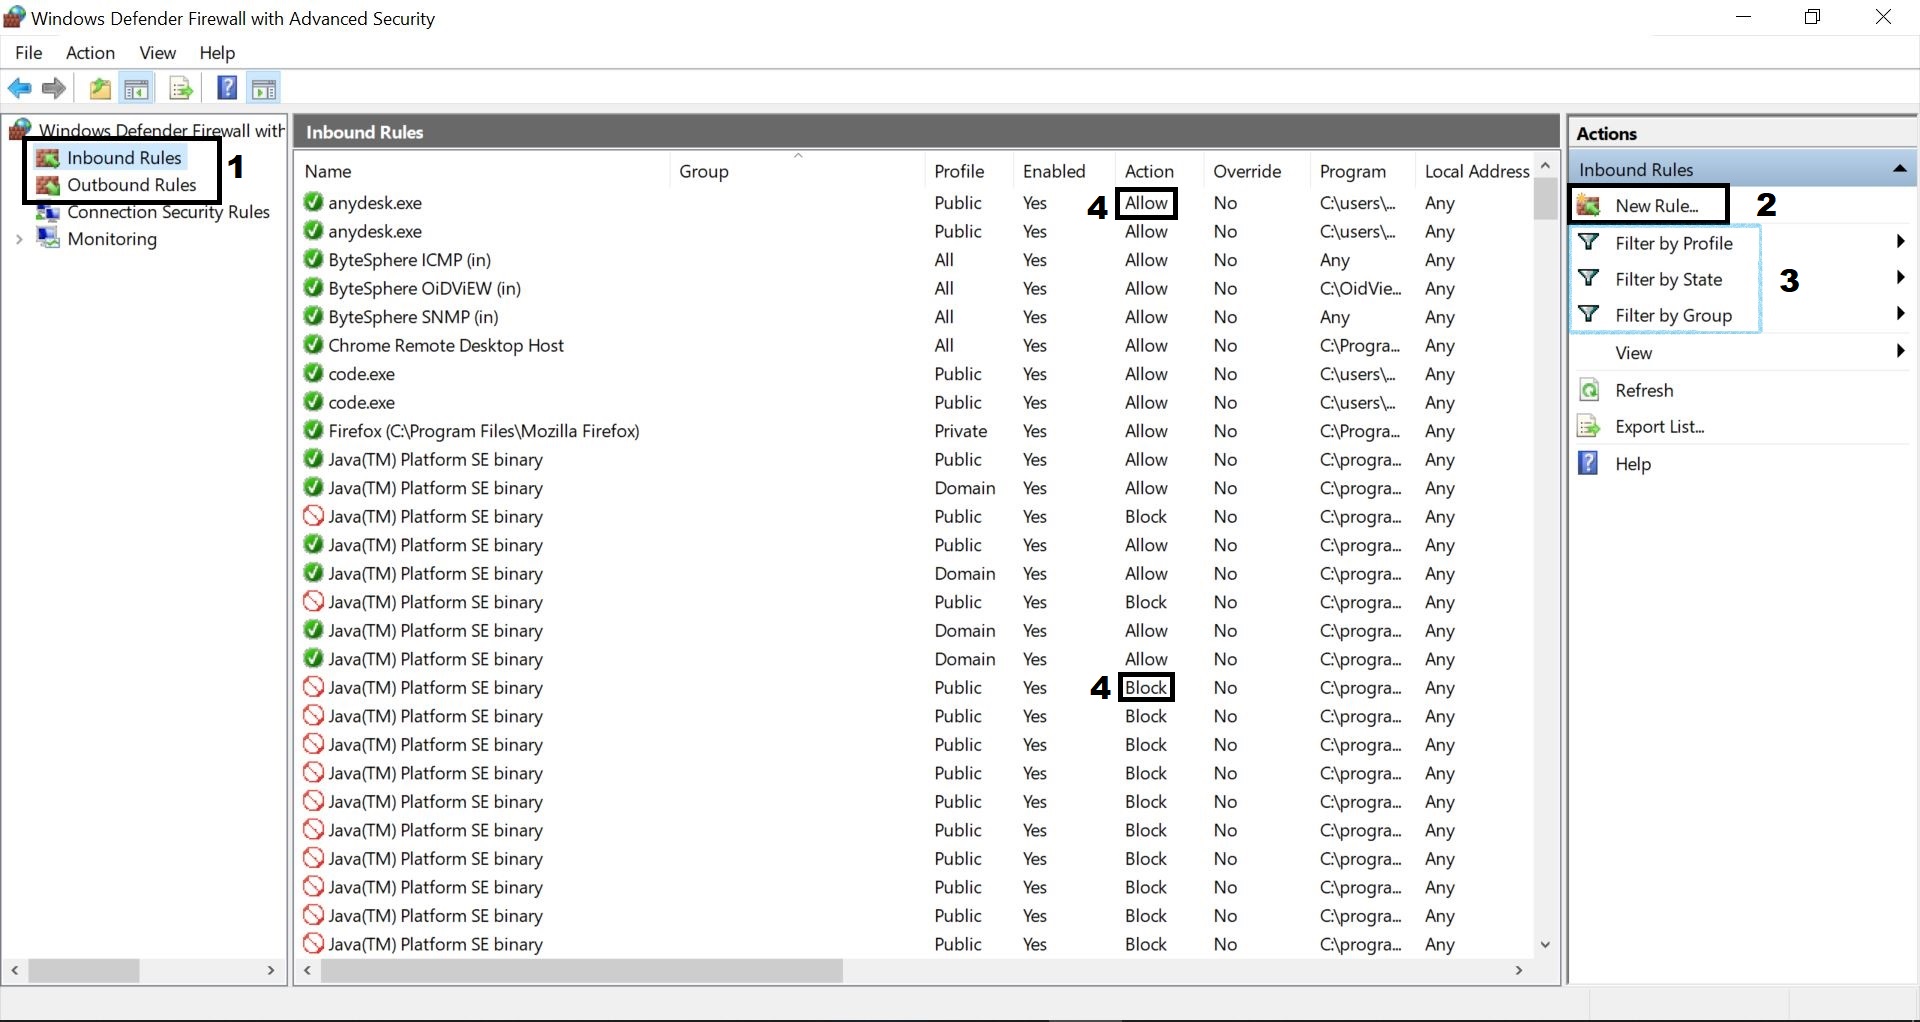 Windows Defender Firewall with Advanced Security
File Action View Help
Windows Defender Firewall with
Inbound Rules
Outbound Rules
1
Connection Security Rules
Monitoring
Inbound Rules
Name Group Profile Enabled Action Override Program Local Address
anydesk.exe Public Yes 4 Allow No C:\users\... Any
anydesk.exe Public Yes Allow No C:\users\... Any
ByteSphere ICMP (in) All Yes Allow No Any Any
ByteSphere OiDViEW (in) All Yes Allow No C:\OidVie... Any
ByteSphere SNMP (in) All Yes Allow No Any Any
Chrome Remote Desktop Host All Yes Allow No C:\Progra... Any
code.exe Public Yes Allow No C:\users\... Any
code.exe Public Yes Allow No C:\users\... Any
Firefox (C:\Program Files\Mozilla Firefox) Private Yes Allow No C:\Progra... Any
Java(TM) Platform SE binary Public Yes Allow No C:\progra... Any
Java(TM) Platform SE binary Domain Yes Allow No C:\progra... Any
Java(TM) Platform SE binary Public Yes Block No C:\progra... Any
Java(TM) Platform SE binary Public Yes Allow No C:\progra... Any
Java(TM) Platform SE binary Domain Yes Allow No C:\progra... Any
Java(TM) Platform SE binary Public Yes Block No C:\progra... Any
Java(TM) Platform SE binary Domain Yes Allow No C:\progra... Any
Java(TM) Platform SE binary Domain Yes Allow No C:\progra... Any
Java(TM) Platform SE binary Public Yes 4 Block No C:\progra... Any
Java(TM) Platform SE binary Public Yes Block No C:\progra... Any
Java(TM) Platform SE binary Public Yes Block No C:\progra... Any
Java(TM) Platform SE binary Public Yes Block No C:\progra... Any
Java(TM) Platform SE binary Public Yes Block No C:\progra... Any
Java(TM) Platform SE binary Public Yes Block No C:\progra... Any
Java(TM) Platform SE binary Public Yes Block No C:\progra... Any
Java(TM) Platform SE binary Public Yes Block No C:\progra... Any
Java(TM) Platform SE binary Public Yes Block No C:\progra... Any
Java(TM) Platform SE binary Public Yes Block No C:\progra... Any
Actions
Inbound Rules
New Rule... 2
Filter by Profile
Filter by State 3
Filter by Group
View
Refresh
Export List...
Help